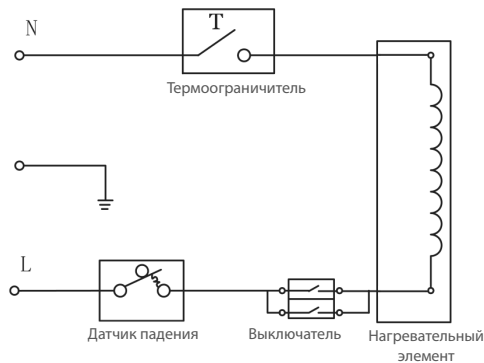 N
T
Термоограничитель
L
Датчик падения
Выключатель
Нагревательный
элемент